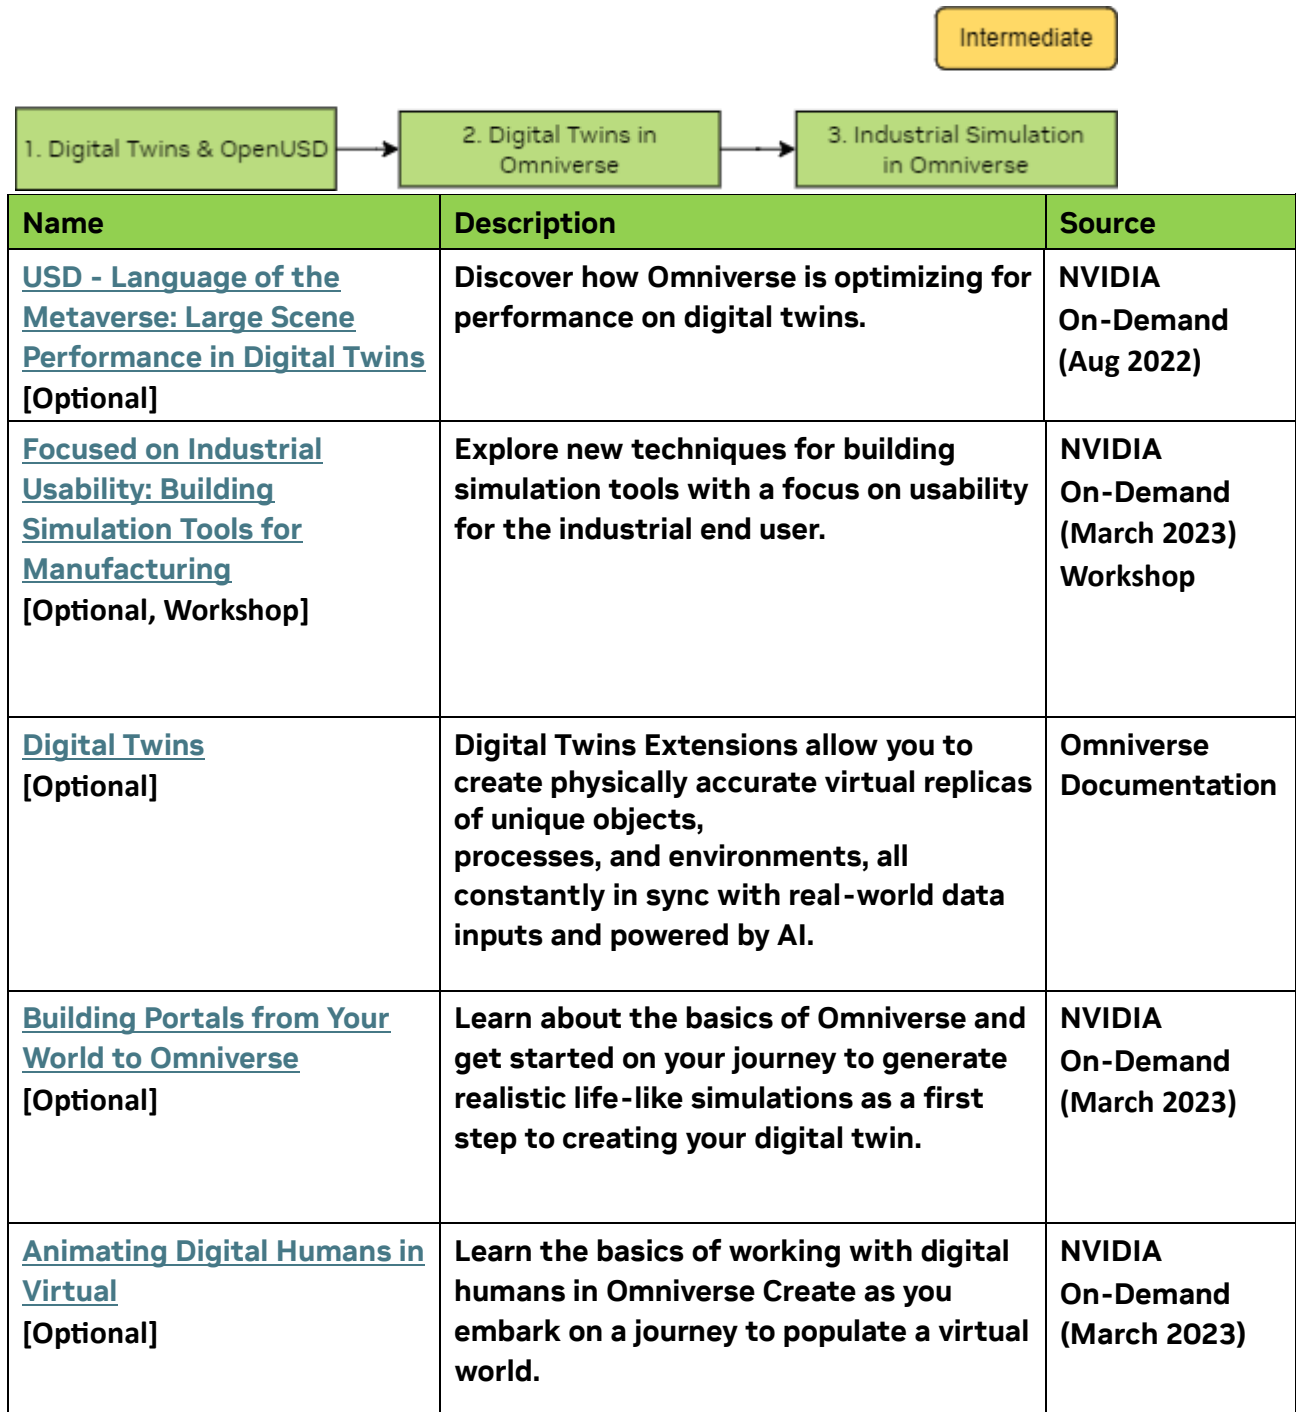 Intermediate
1. Digital Twins & OpenUSD
2. Digital Twins in
Omniverse
3. Industrial Simulation
in Omniverse
Name
Description
Source
USD - Language of the
Metaverse: Large Scene
Performance in Digital Twins
[Optional]
Discover how Omniverse is optimizing for
performance on digital twins.
NVIDIA
On-Demand
(Aug 2022)
Focused on Industrial
Usability: Building
Simulation Tools for
Manufacturing
[Optional, Workshop]
Explore new techniques for building
simulation tools with a focus on usability
for the industrial end user.
NVIDIA
On-Demand
(March 2023)
Workshop
Digital Twins
[Optional]
Digital Twins Extensions allow you to
create physically accurate virtual replicas
of unique objects,
processes, and environments, all
constantly in sync with real-world data
inputs and powered by AI.
Omniverse
Documentation
Building Portals from Your
World to Omniverse
[Optional]
Learn about the basics of Omniverse and
get started on your journey to generate
realistic life-like simulations as a first
step to creating your digital twin.
NVIDIA
On-Demand
(March 2023)
Animating Digital Humans in
Virtual
[Optional]
Learn the basics of working with digital
humans in Omniverse Create as you
embark on a journey to populate a virtual
world.
NVIDIA
On-Demand
(March 2023)